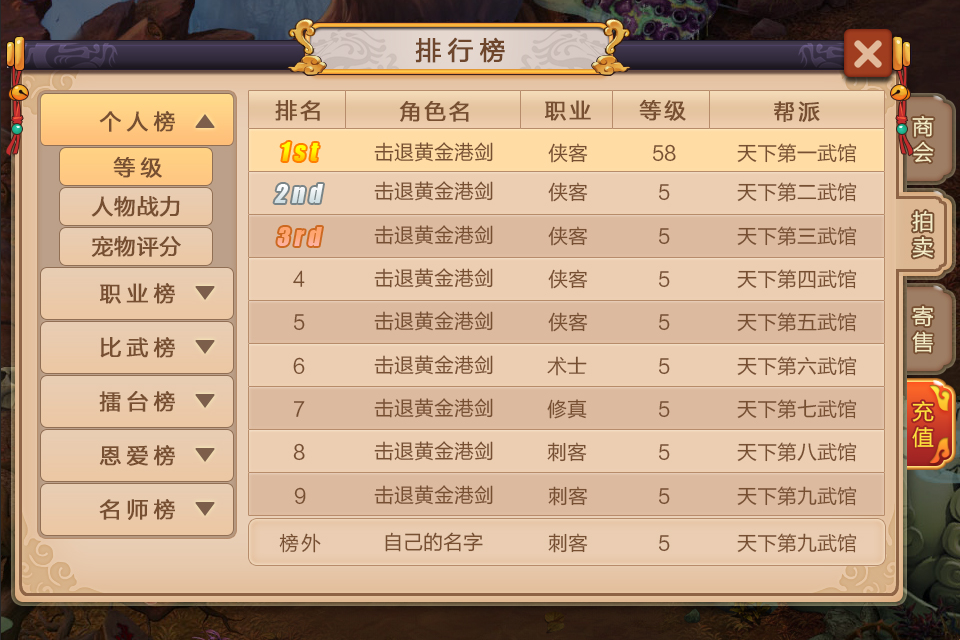 排行榜
个人榜
等级
人物战力
宠物评分
职业榜
比武榜
擂台榜
恩爱榜
名师榜
排名 角色名 职业 等级 帮派
1st 击退黄金港剑 侠客 58 天下第一武馆
2nd 击退黄金港剑 侠客 5 天下第二武馆
3rd 击退黄金港剑 侠客 5 天下第三武馆
4 击退黄金港剑 侠客 5 天下第四武馆
5 击退黄金港剑 侠客 5 天下第五武馆
6 击退黄金港剑 术士 5 天下第六武馆
7 击退黄金港剑 修真 5 天下第七武馆
8 击退黄金港剑 刺客 5 天下第八武馆
9 击退黄金港剑 刺客 5 天下第九武馆
榜外 自己的名字 刺客 5 天下第九武馆
商会
拍卖
寄售
充值